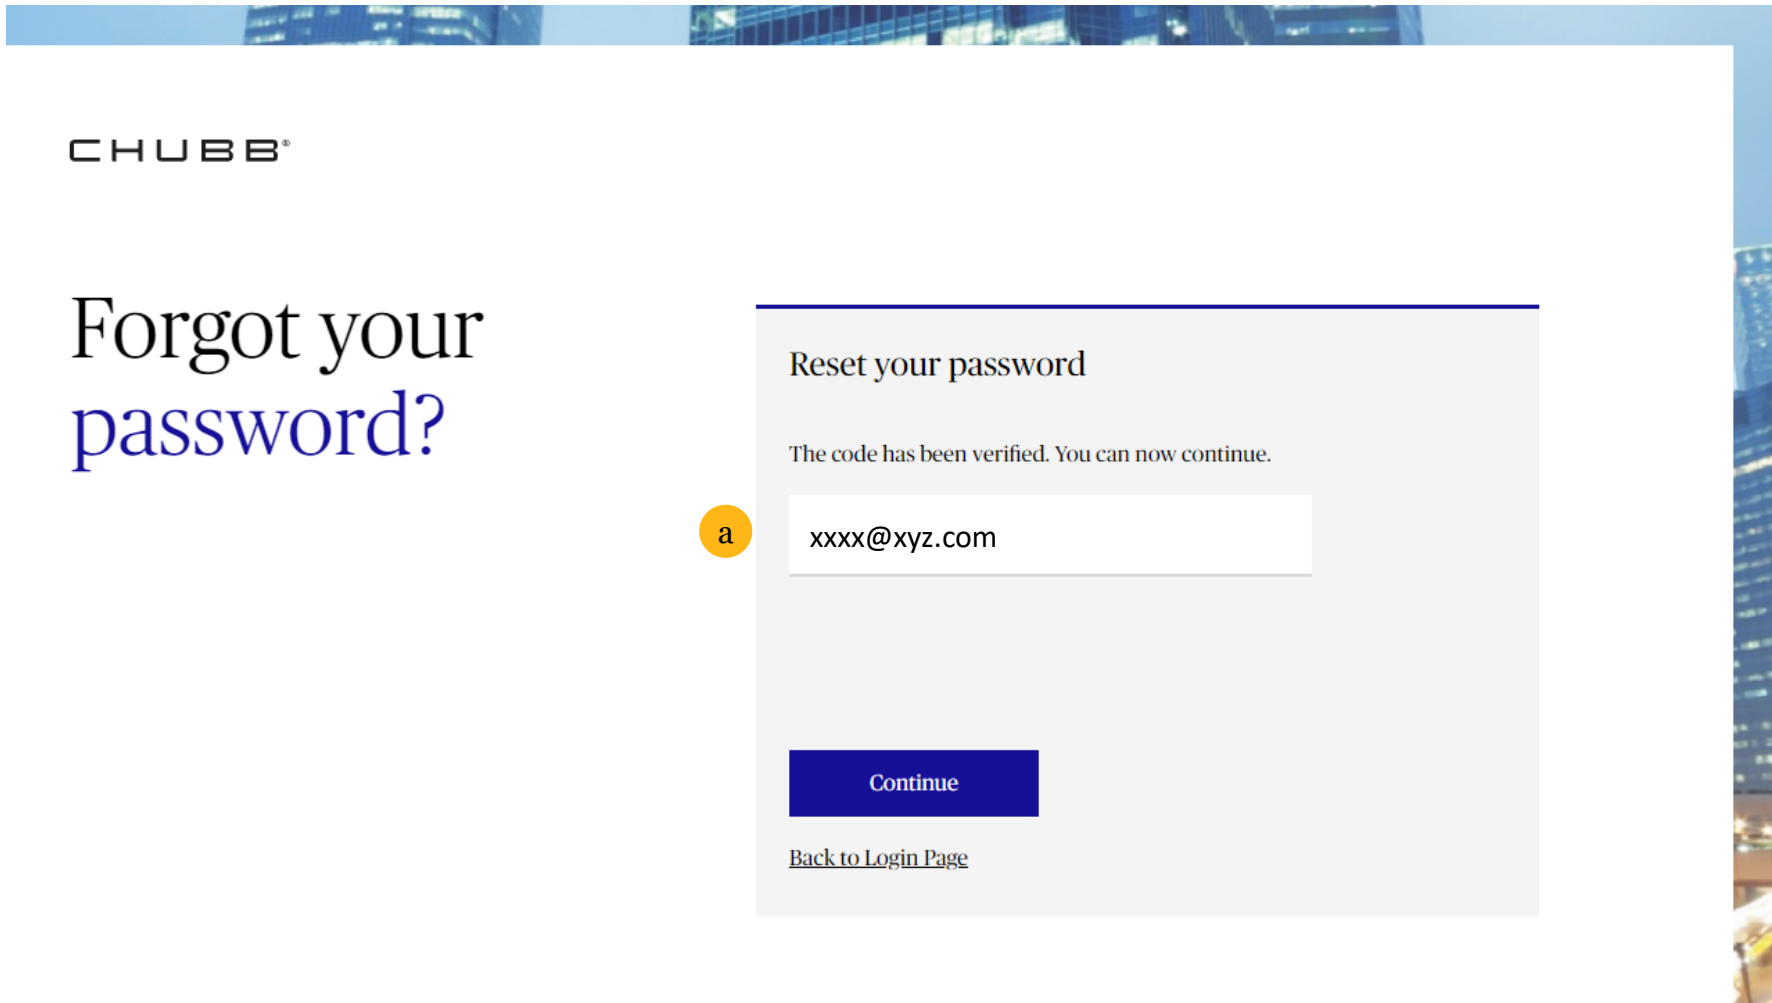 CHUBB®
Forgot your
password?
Reset your password
The code has been verified. You can now continue.
a
xxxx@xyz.com
Continue
Back to Login Page